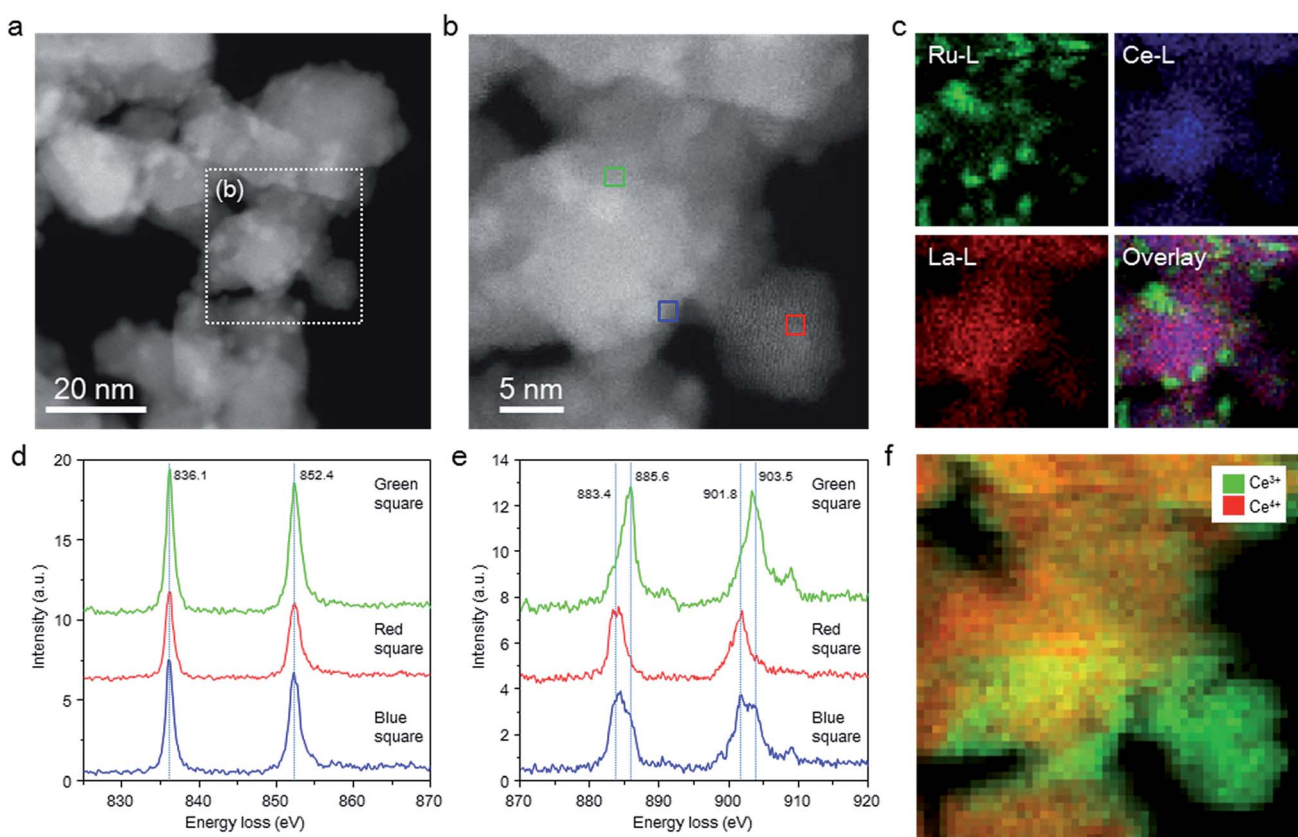 a
(b)
20 nm
b
5 nm
c
Ru-L
Ce-L
La-L
Overlay
d
20
15
10
5
0
830
840
850
860
870
Intensity (a.u.)
Energy loss (eV)
836.1
852.4
Green
square
Red
square
Blue
square
e
14
12
10
8
6
4
2
0
870
880
890
900
910
920
Intensity (a.u.)
Energy loss (eV)
883.4
885.6
901.8
903.5
Green
square
Red
square
Blue
square
f
Ce³⁺
Ce⁴⁺